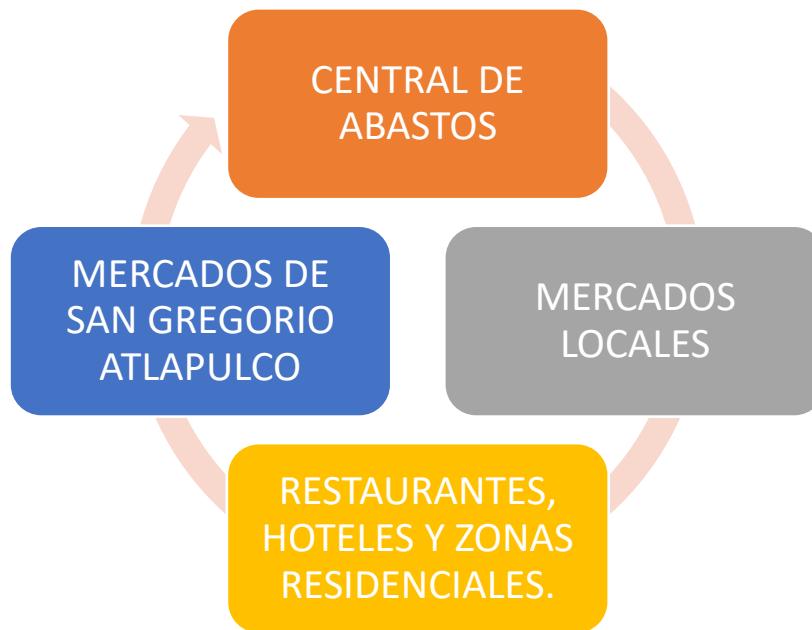 CENTRAL DE
ABASTOS
MERCADOS
LOCALES
RESTAURANTES,
HOTELES Y ZONAS
RESIDENCIALES.
MERCADOS DE
SAN GREGORIO
ATLAPULCO